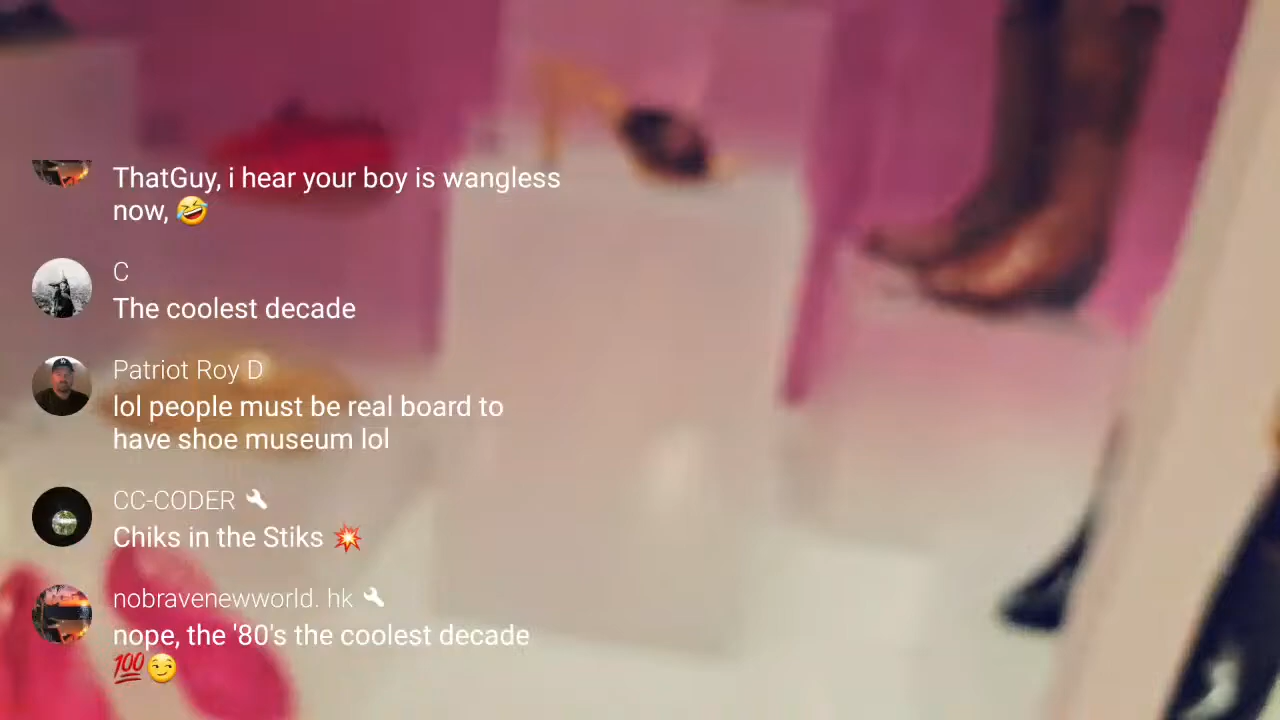 ThatGuy, i hear your boy is wangless
now, 🤣
C
The coolest decade
Patriot Roy D
lol people must be real board to
have shoe museum lol
CC-CODER
Chiks in the Stiks 💥
nobravenewworld. hk
nope, the '80's the coolest decade
💯😏